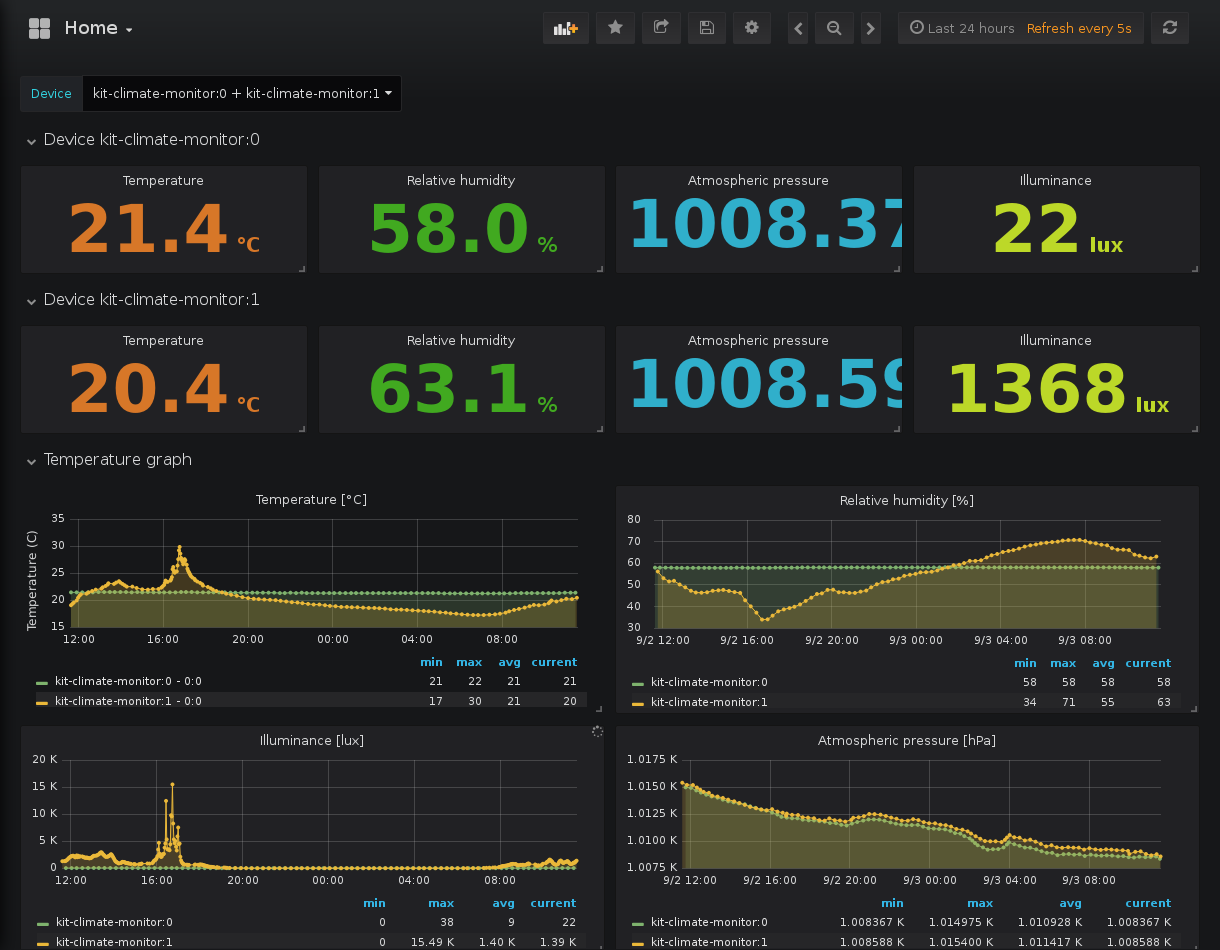 Home
Last 24 hours Refresh every 5s
Device kit-climate-monitor:0 + kit-climate-monitor:1
Device kit-climate-monitor:0
Temperature Relative humidity Atmospheric pressure Illuminance
21.4 °C 58.0 % 1008.37 22 lux
Device kit-climate-monitor:1
Temperature Relative humidity Atmospheric pressure Illuminance
20.4 °C 63.1 % 1008.59 1368 lux
Temperature graph
Temperature [°C]
Temperature (C)
35
30
25
20
15
12:00 16:00 20:00 00:00 04:00 08:00
min max avg current
kit-climate-monitor:0 - 0:0 21 22 21 21
kit-climate-monitor:1 - 0:0 17 30 21 20
Relative humidity [%]
80
70
60
50
40
30
9/2 12:00 9/2 16:00 9/2 20:00 9/3 00:00 9/3 04:00 9/3 08:00
min max avg current
kit-climate-monitor:0 58 58 58 58
kit-climate-monitor:1 34 71 55 63
Illuminance [lux]
20 K
15 K
10 K
5 K
0
12:00 16:00 20:00 00:00 04:00 08:00
min max avg current
kit-climate-monitor:0 0 38 9 22
kit-climate-monitor:1 0 15.49 K 1.40 K 1.39 K
Atmospheric pressure [hPa]
1.0175 K
1.0150 K
1.0125 K
1.0100 K
1.0075 K
9/2 12:00 9/2 16:00 9/2 20:00 9/3 00:00 9/3 04:00 9/3 08:00
min max avg current
kit-climate-monitor:0 1.008367 K 1.014975 K 1.010928 K 1.008367 K
kit-climate-monitor:1 1.008588 K 1.015400 K 1.011417 K 1.008588 K